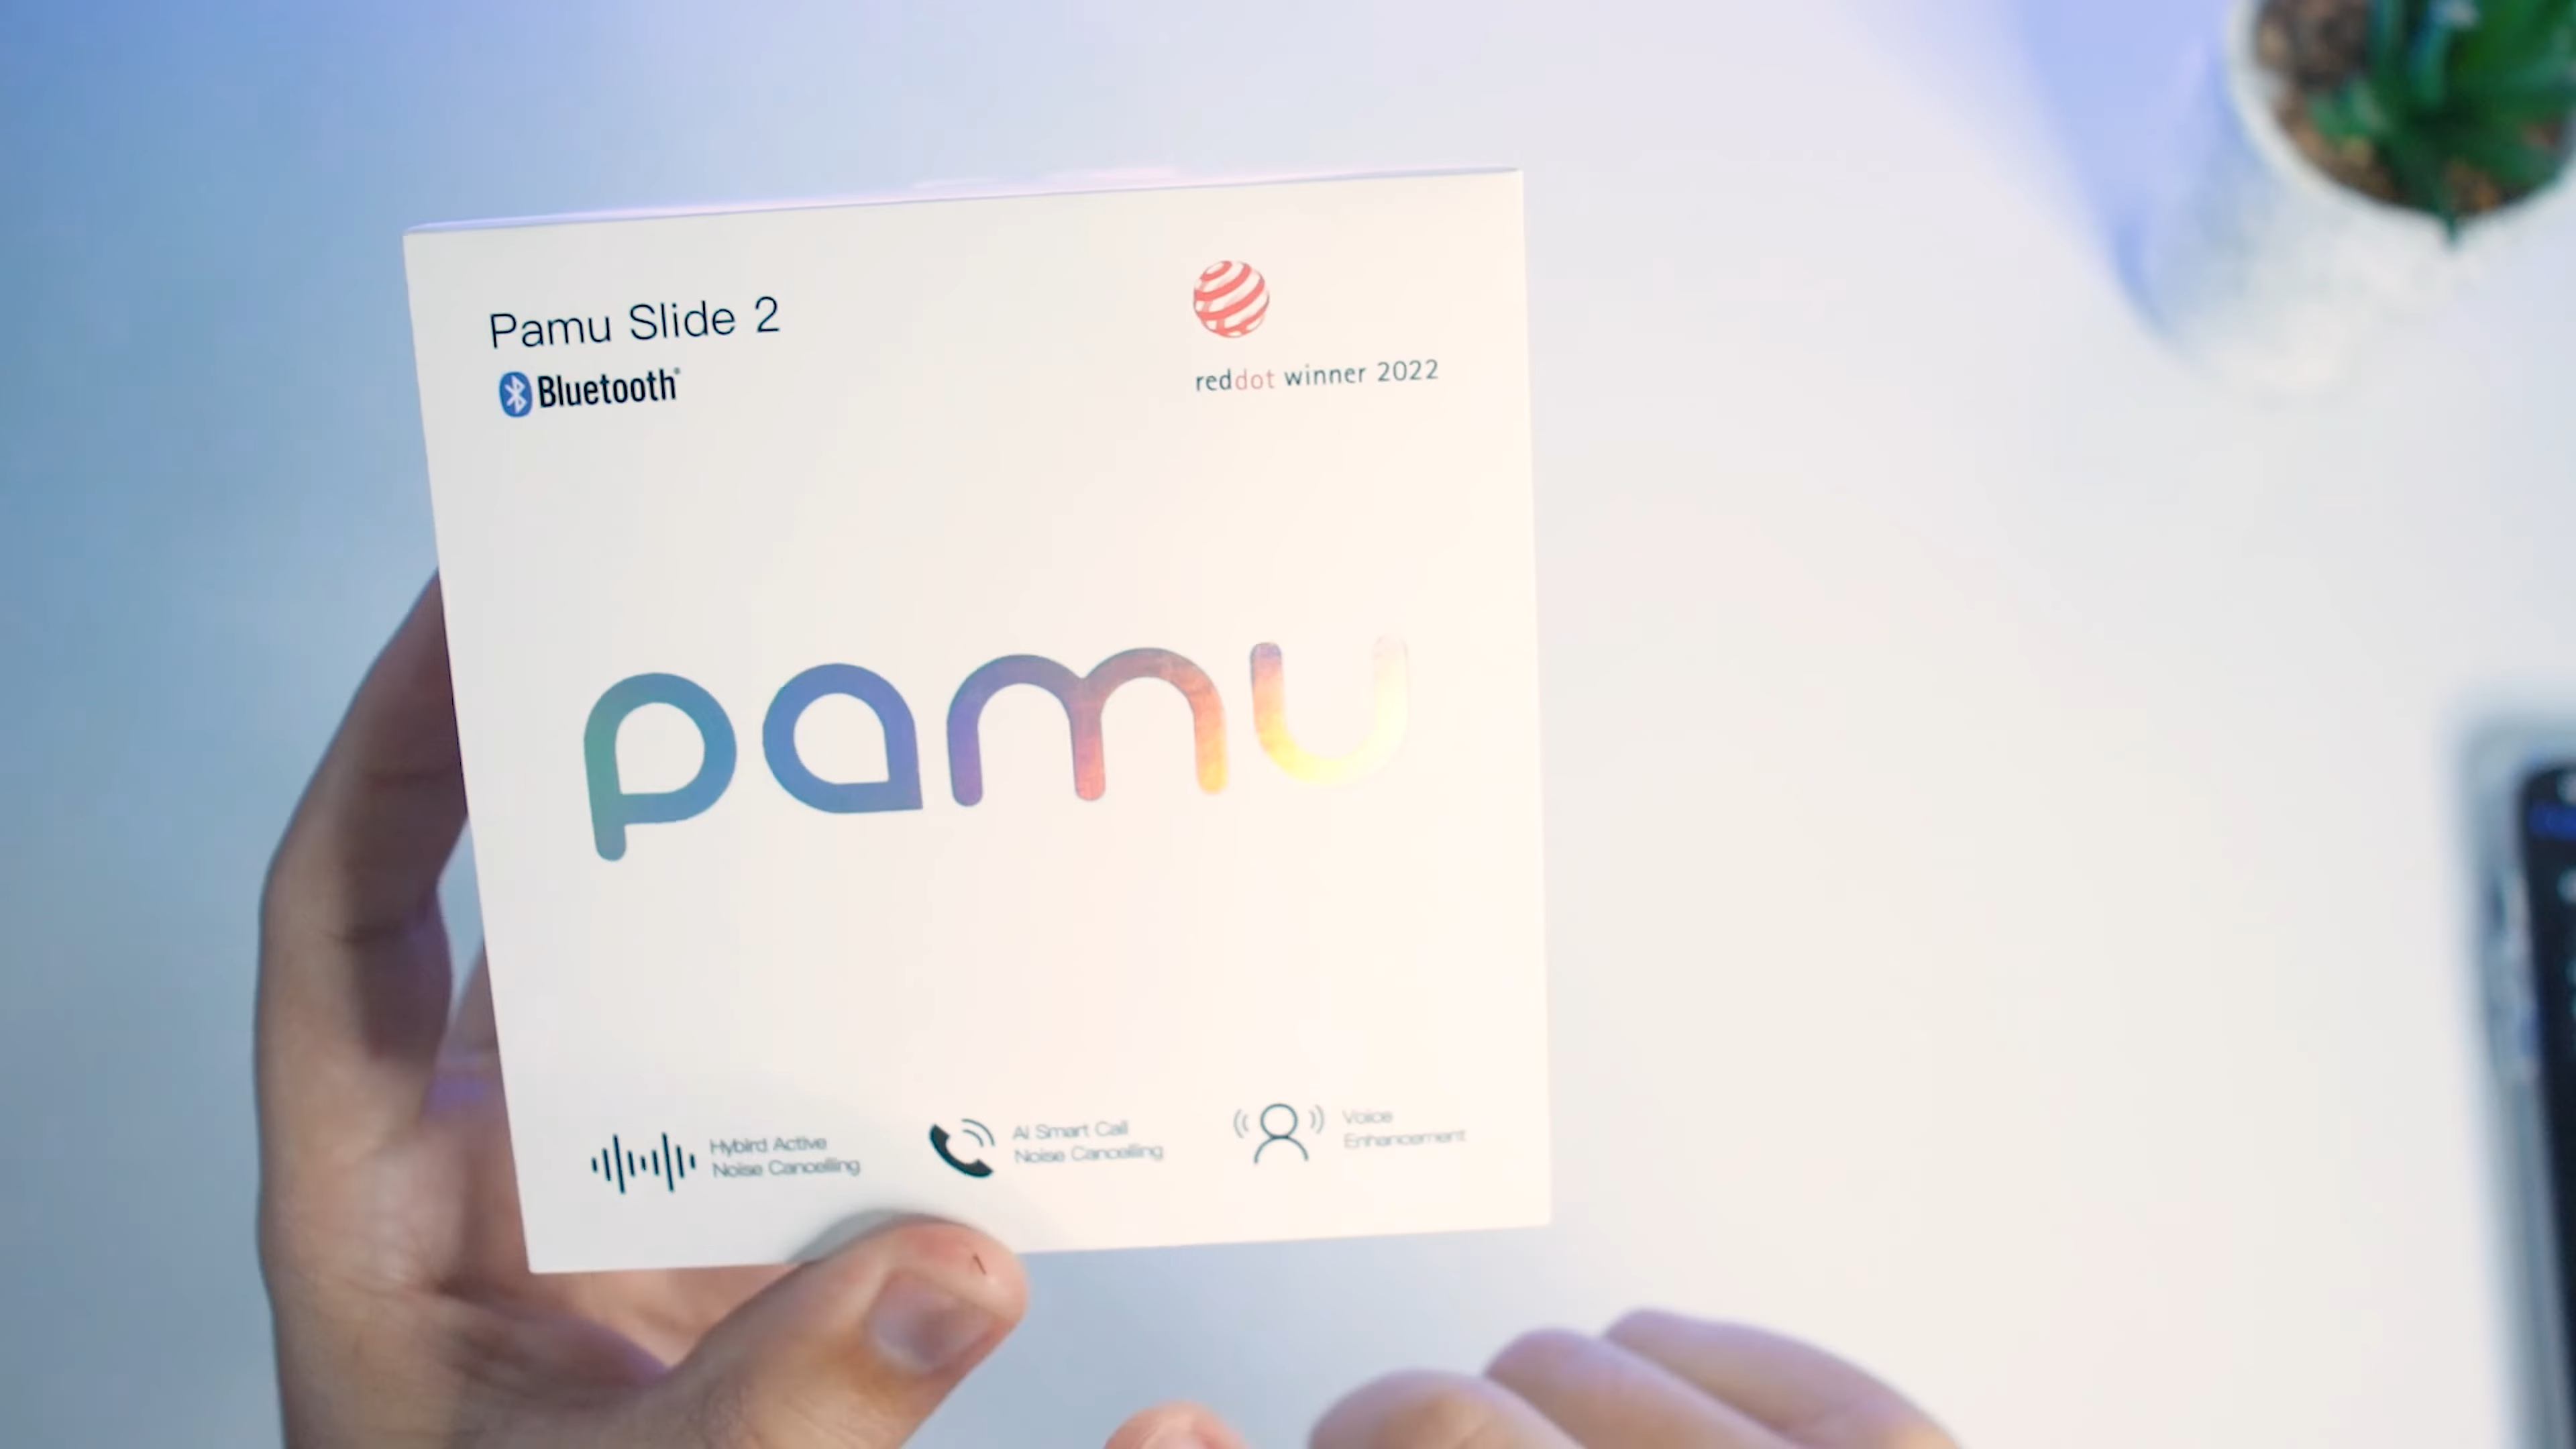 Pamu Slide 2
Bluetooth®
reddot winner 2022
pamu
Hybird Active
Noise Cancelling
AI Smart Call
Noise Cancelling
Voice
Enhancement